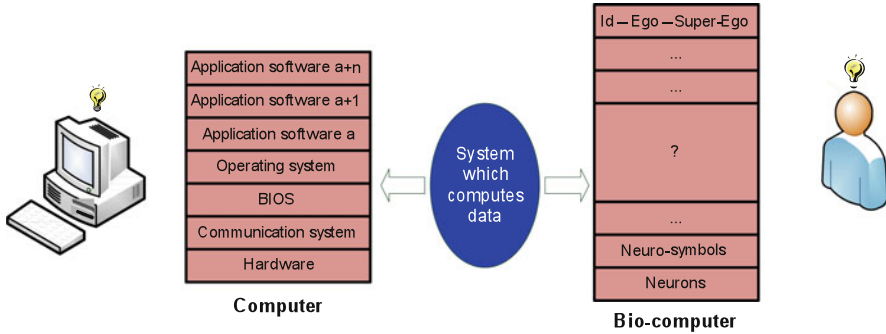 Application software a+n
Application software a+1
Application software a
Operating system
BIOS
Communication system
Hardware
Computer
System
which
computes
data
Id – Ego – Super-Ego
...
...
?
...
Neuro-symbols
Neurons
Bio-computer